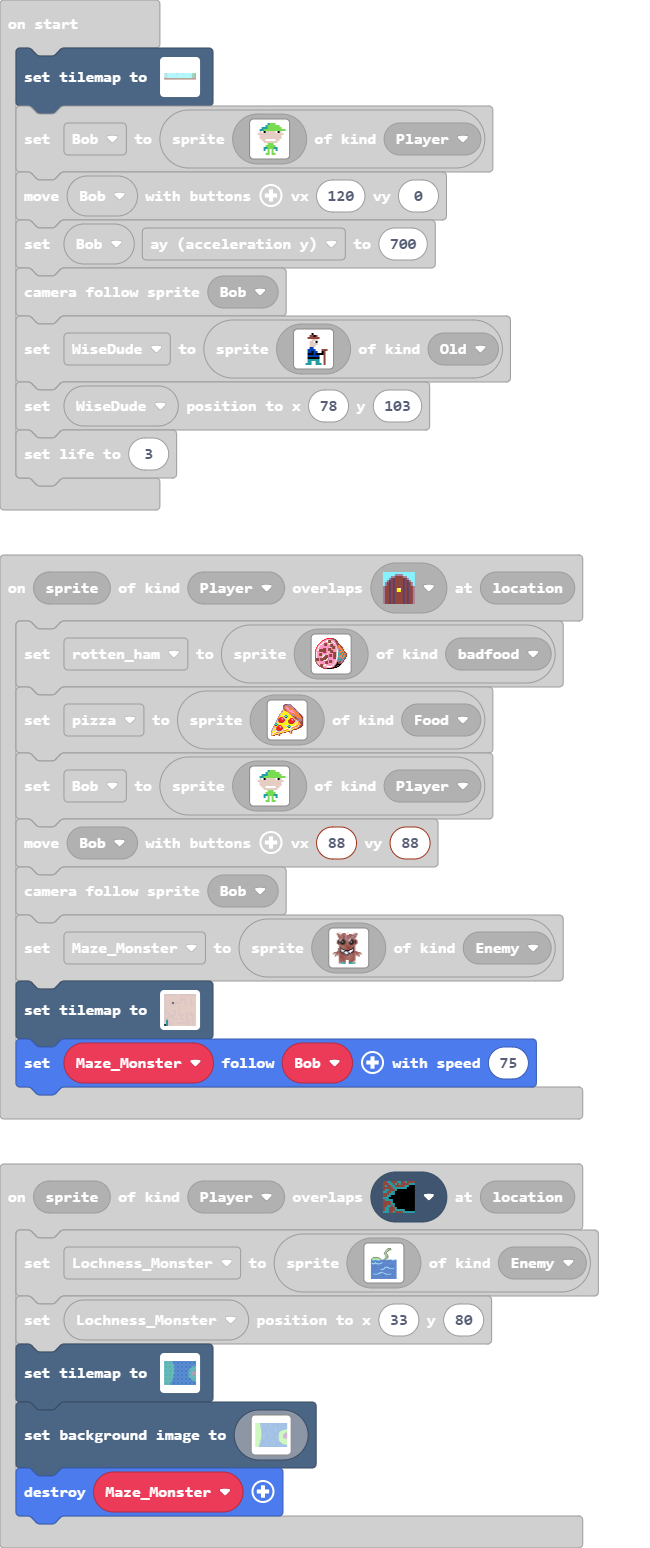 on start
set tilemap to
set Bob to sprite of kind Player
move Bob with buttons vx 120 vy 0
set Bob ay (acceleration y) to 700
camera follow sprite Bob
set WiseDude to sprite of kind Old
set WiseDude position to x 78 y 103
set life to 3
on sprite of kind Player overlaps at location
set rotten_ham to sprite of kind badfood
set pizza to sprite of kind Food
set Bob to sprite of kind Player
move Bob with buttons vx 88 vy 88
camera follow sprite Bob
set Maze_Monster to sprite of kind Enemy
set tilemap to
set Maze_Monster follow Bob with speed 75
on sprite of kind Player overlaps at location
set Lochness_Monster to sprite of kind Enemy
set Lochness_Monster position to x 33 y 80
set tilemap to
set background image to
destroy Maze_Monster